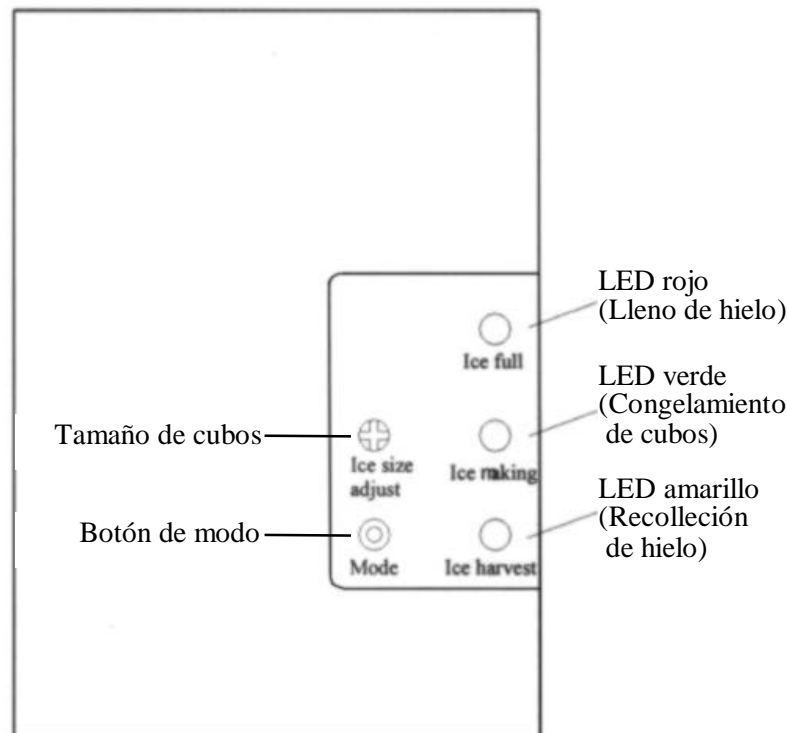 LED rojo
(Lleno de hielo)
Ice full
LED verde
(Congelamiento
de cubos)
Tamaño de cubos
Ice size
adjust
Ice making
LED amarillo
(Recolleción
de hielo)
Botón de modo
Mode
Ice harvest